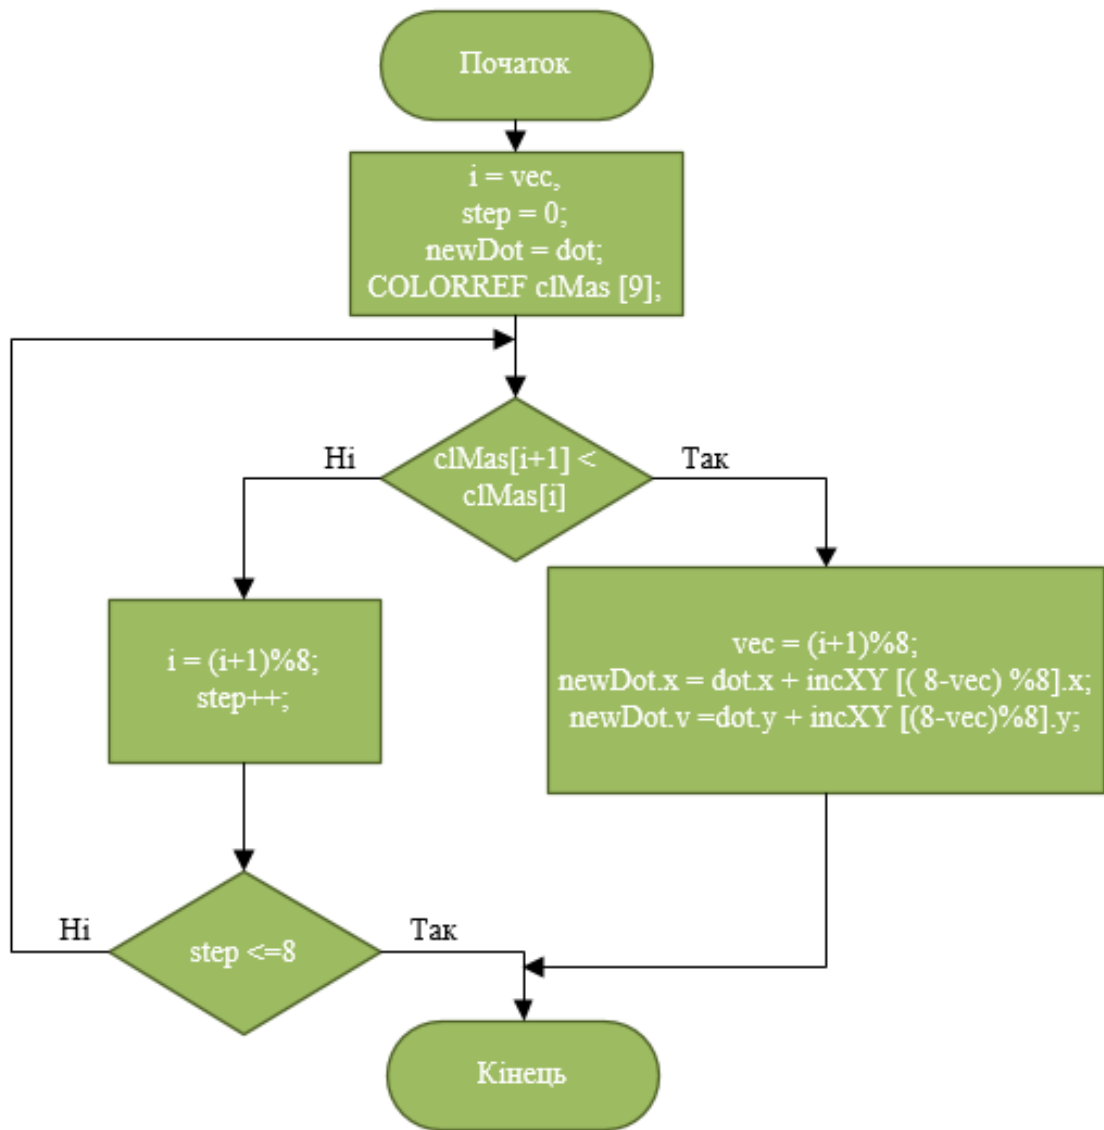 Початок
i = vec,
step = 0;
newDot = dot;
COLORREF clMas [9];
Ні
clMas[i+1] <
clMas[i]
Так
i = (i+1)%8;
step++;
vec = (i+1)%8;
newDot.x = dot.x + incXY [( 8-vec) %8].x;
newDot.v =dot.y + incXY [(8-vec)%8].y;
Ні
step <=8
Так
Кінець